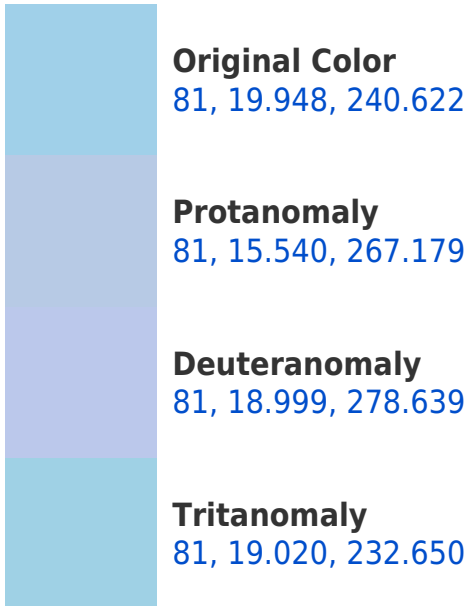 Original Color
81, 19.948, 240.622
Protanomaly
81, 15.540, 267.179
Deuteranomaly
81, 18.999, 278.639
Tritanomaly
81, 19.020, 232.650